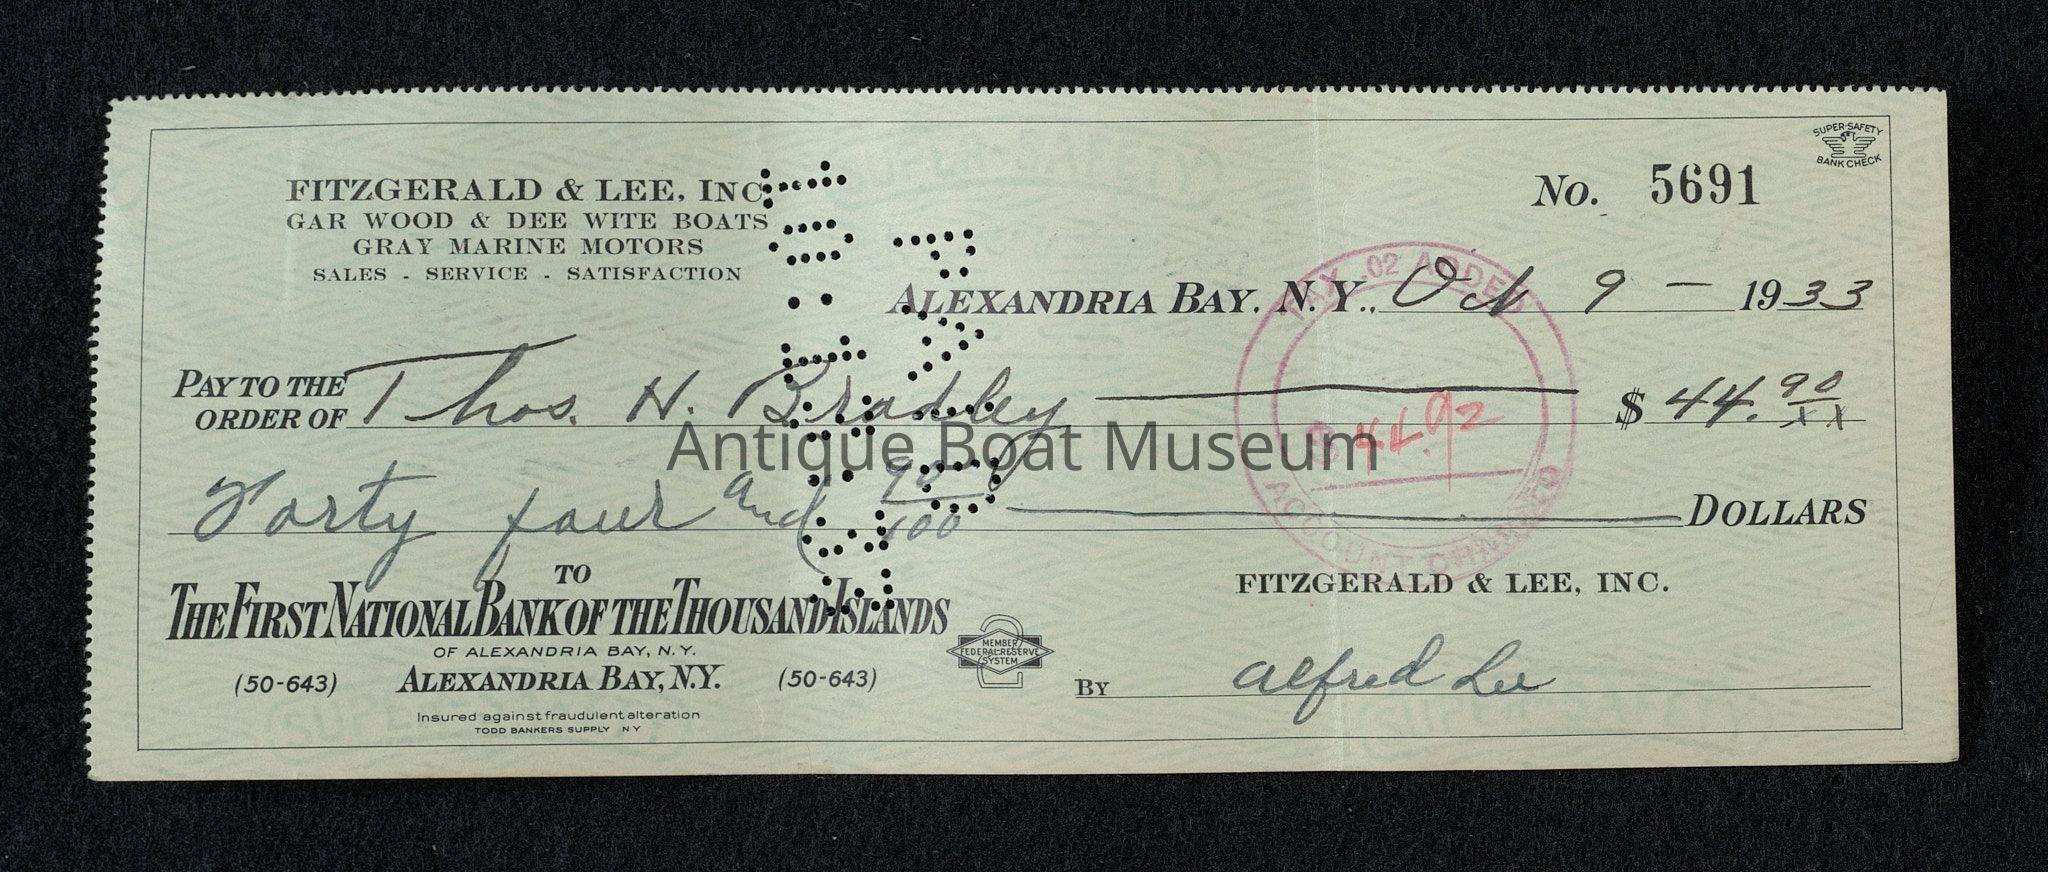 SUPER-SAFETY
BANK CHECK
FITZGERALD & LEE, INC.
GAR WOOD & DEE WITE BOATS
GRAY MARINE MOTORS
SALES - SERVICE - SATISFACTION
No. 5691
ALEXANDRIA BAY, N.Y., Oct 9 — 1933
PAY TO THE
ORDER OF Thos. H. Bradley $ 44. 90/xx
Forty four and 90/100 DOLLARS
TAX .02 ADDED
$ 44.92
ACCOUNT CHARGED
Antique Boat Museum
TO
THE FIRST NATIONAL BANK OF THE THOUSAND ISLANDS
OF ALEXANDRIA BAY, N.Y.
(50-643) ALEXANDRIA BAY, N.Y. (50-643)
Insured against fraudulent alteration
TODD BANKERS SUPPLY N Y
MEMBER
FEDERAL RESERVE
SYSTEM
FITZGERALD & LEE, INC.
BY Alfred Lee